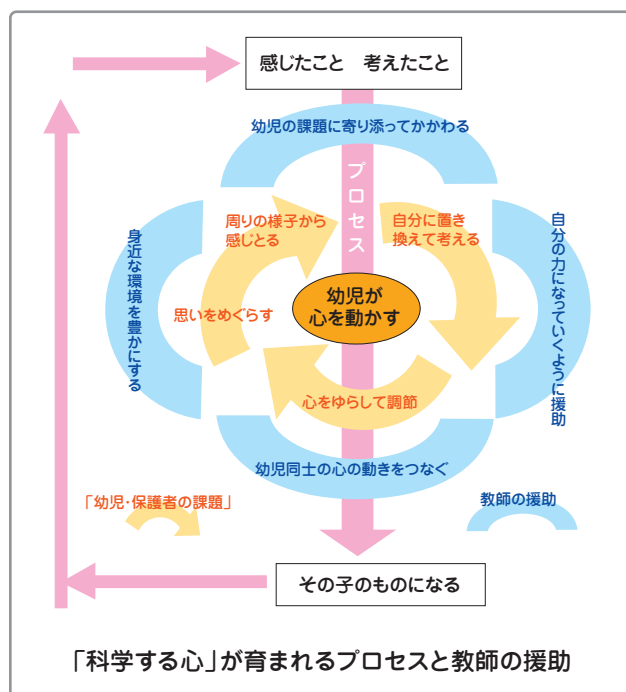 感じたこと　考えたこと
幼児の課題に寄り添ってかかわる
プロセス
周りの様子から
感じとる
自分に置き
換えて考える
身近な環境を豊かにする
自分の力になっていくように援助
幼児が
心を動かす
思いをめぐらす
心をゆらして調節
幼児同士の心の動きをつなぐ
「幼児・保護者の課題」
教師の援助
その子のものになる
「科学する心」が育まれるプロセスと教師の援助